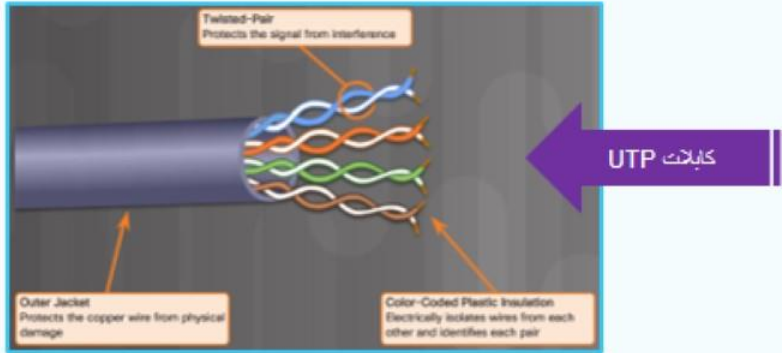 Twisted-Pair
Protects the signal from interference
كابلات UTP
Outer Jacket
Protects the copper wire from physical
damage
Color-Coded Plastic Insulation
Electrically isolates wires from each
other and identifies each pair